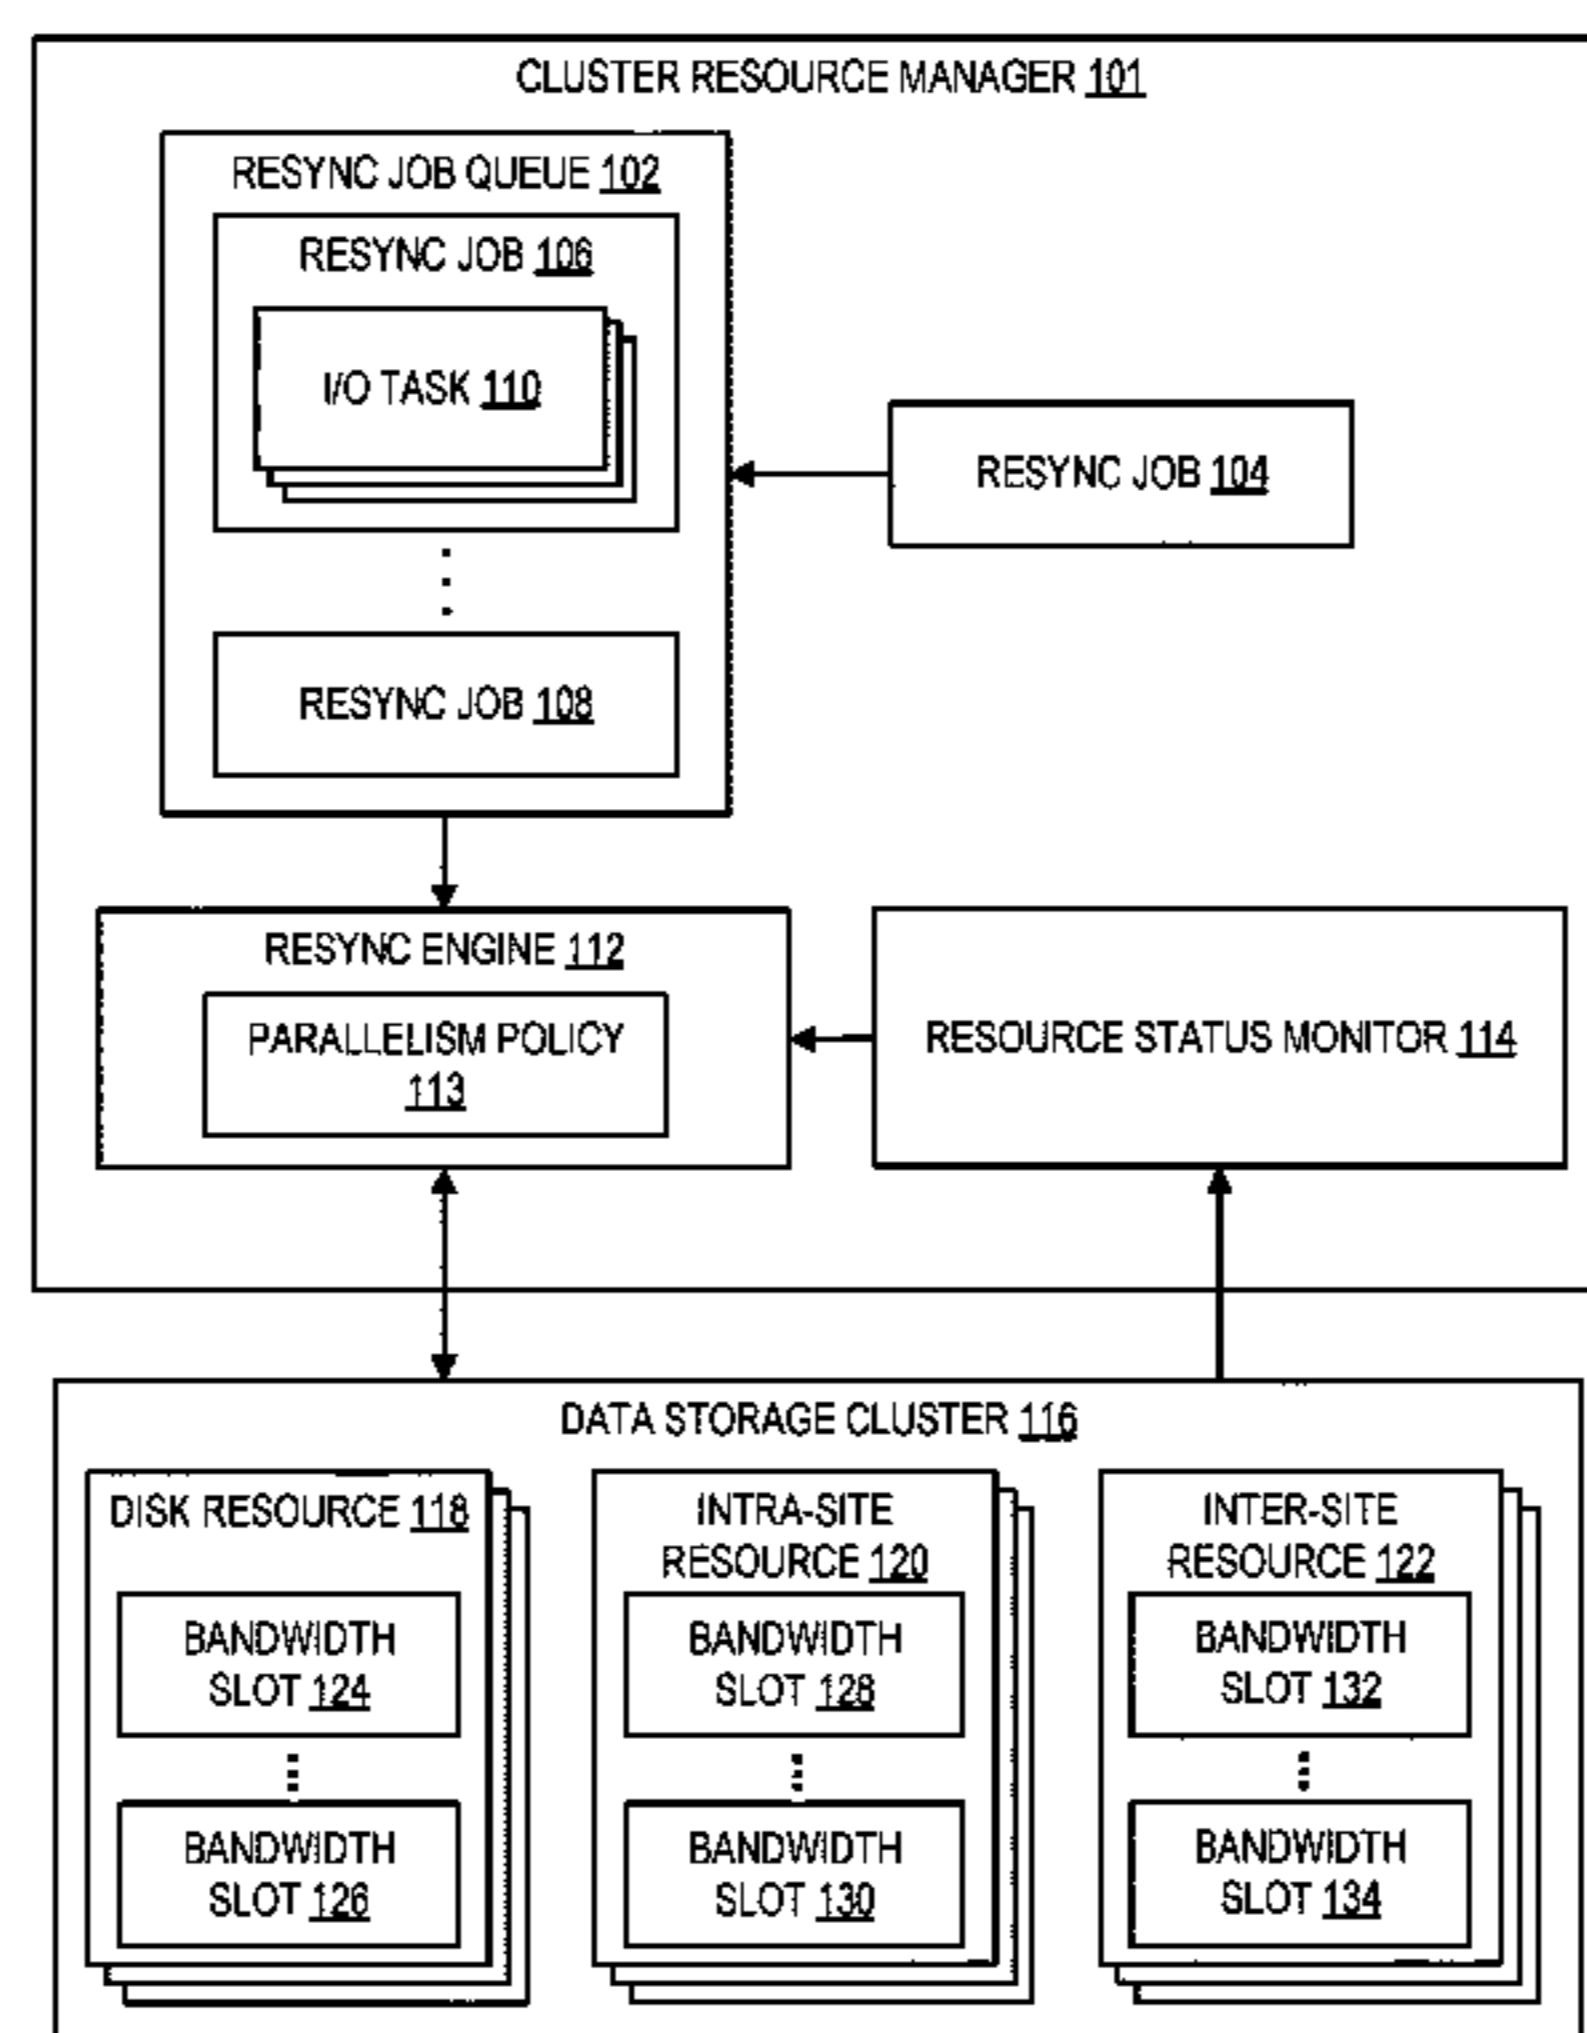 CLUSTER RESOURCE MANAGER 101
RESYNC JOB QUEUE 102
RESYNC JOB 106
I/O TASK 110
RESYNC JOB 104
RESYNC JOB 108
RESYNC ENGINE 112
PARALLELISM POLICY
113
RESOURCE STATUS MONITOR 114
DATA STORAGE CLUSTER 116
DISK RESOURCE 118
BANDWIDTH
SLOT 124
BANDWIDTH
SLOT 126
INTRA-SITE
RESOURCE 120
BANDWIDTH
SLOT 128
BANDWIDTH
SLOT 130
INTER-SITE
RESOURCE 122
BANDWIDTH
SLOT 132
BANDWIDTH
SLOT 134